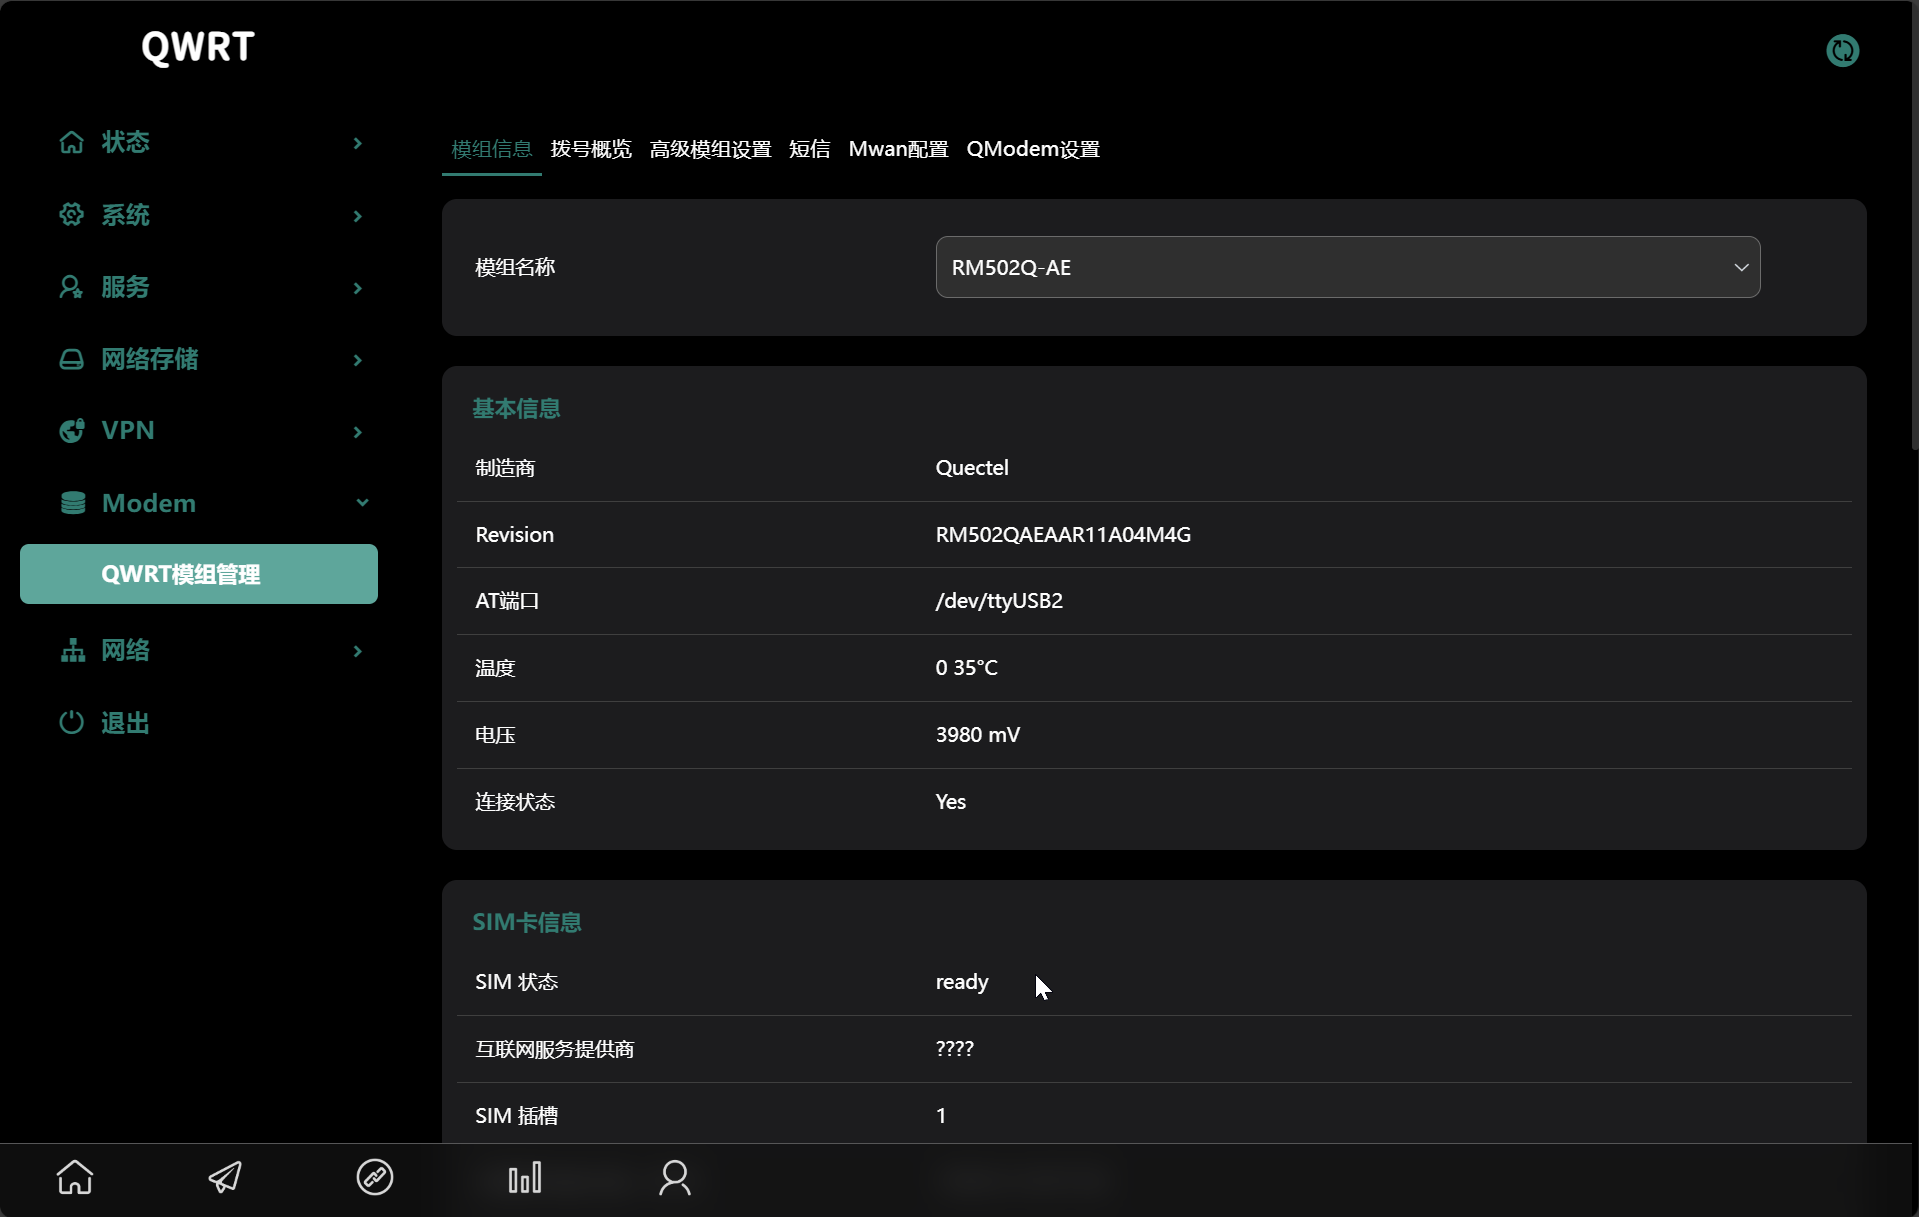 QWRT
状态
系统
服务
网络存储
VPN
Modem
QWRT模组管理
网络
退出
模组信息 拨号概览 高级模组设置 短信 Mwan配置 QModem设置
模组名称 RM502Q-AE
基本信息
制造商 Quectel
Revision RM502QAEAAR11A04M4G
AT端口 /dev/ttyUSB2
温度 0 35°C
电压 3980 mV
连接状态 Yes
SIM卡信息
SIM 状态 ready
互联网服务提供商 ????
SIM 插槽 1